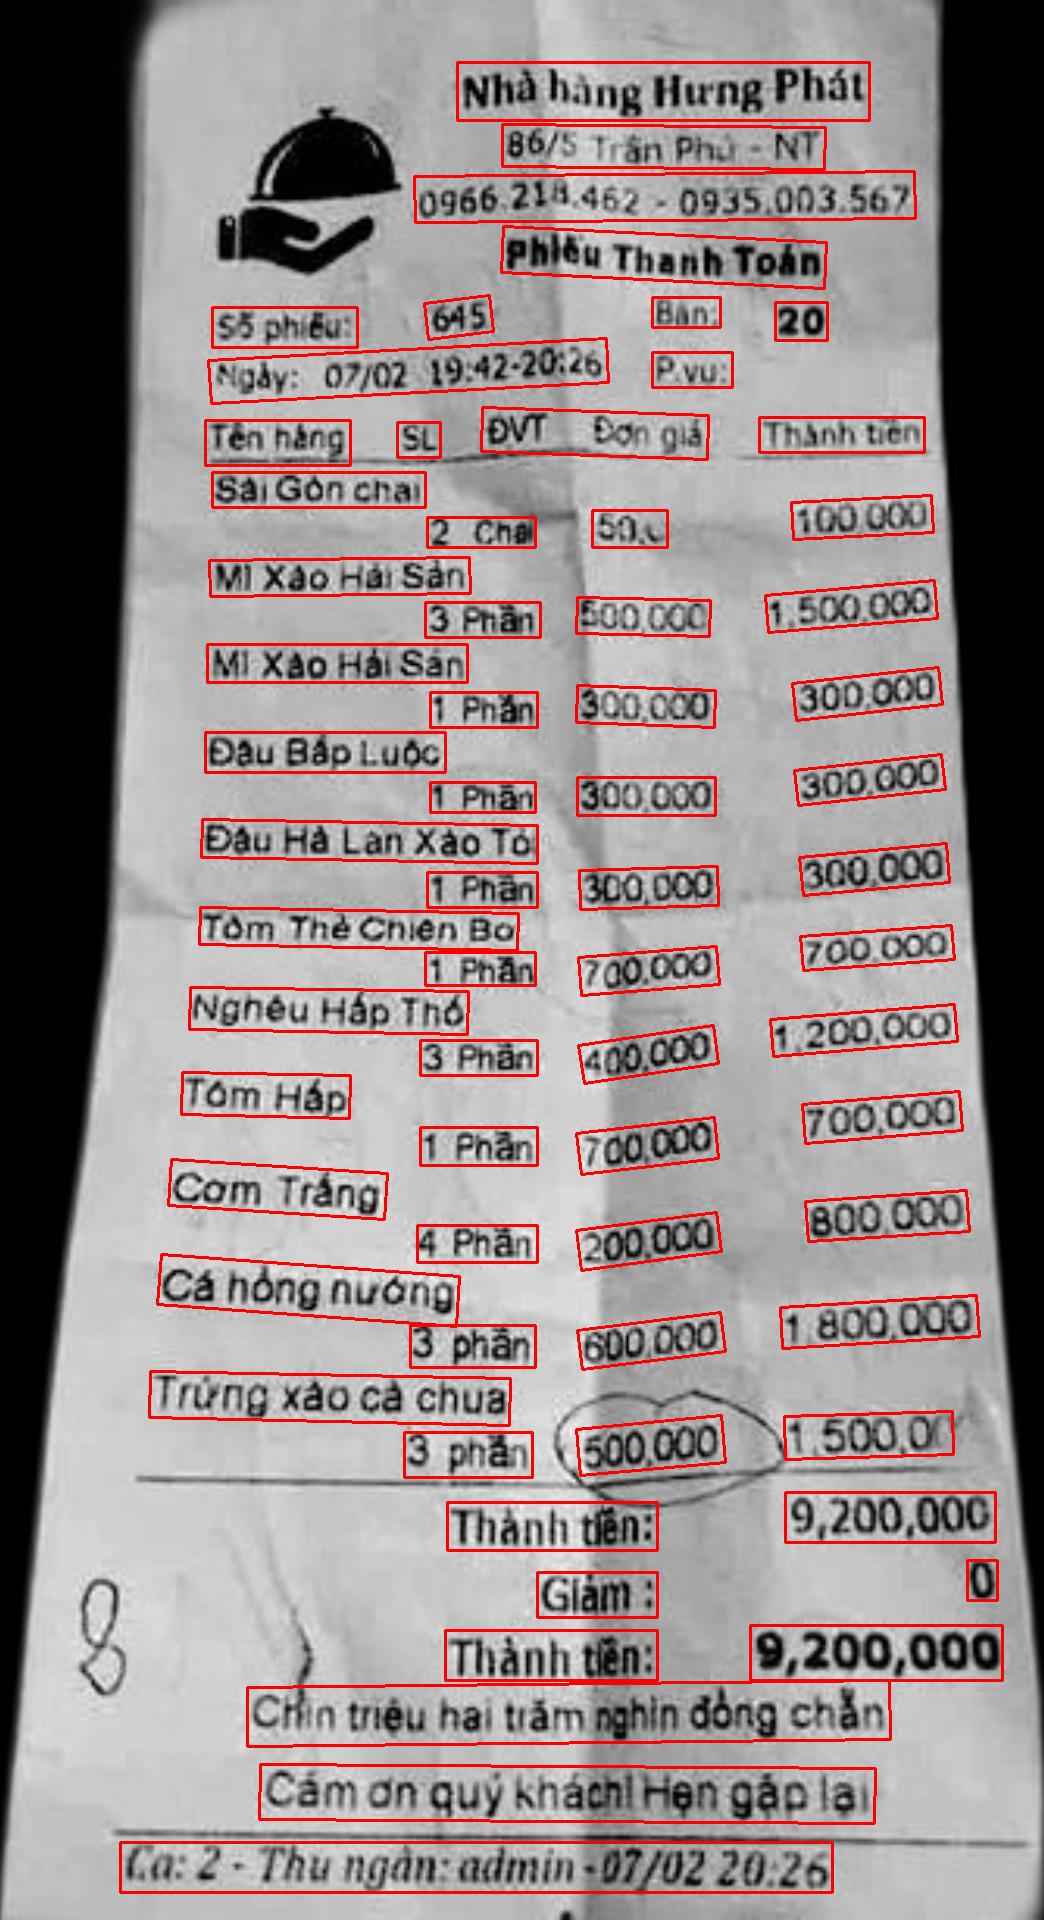 Nhà hàng Hưng Phát
86/5 Trần Phú - NT
0966.218.462 - 0935.003.567
Phiếu Thanh Toán
Số phiếu: 645 Bàn: 20
Ngày: 07/02 19:42-20:26 P.vụ:
Tên hàng SL ĐVT Đơn giá Thành tiền
Sài Gòn chai
2 Chai 50,0 100,000
Mì Xào Hải Sản
3 Phần 500,000 1,500,000
Mì Xào Hải Sản
1 Phần 300,000 300,000
Đậu Bắp Luộc
1 Phần 300,000 300,000
Đậu Hà Lan Xào Tỏi
1 Phần 300,000 300,000
Tôm Thẻ Chiên Bơ
1 Phần 700,000 700,000
Nghêu Hấp Thố
3 Phần 400,000 1,200,000
Tôm Hấp
1 Phần 700,000 700,000
Cơm Trắng
4 Phần 200,000 800,000
Cá hồng nướng
3 phần 600,000 1,800,000
Trứng xào cà chua
3 phần 500,000 1,500,00
Thành tiền: 9,200,000
Giảm : 0
Thành tiền: 9,200,000
Chín triệu hai trăm nghìn đồng chẵn
Cám ơn quý khách! Hẹn gặp lại
Ca: 2 - Thu ngân: admin - 07/02 20:26